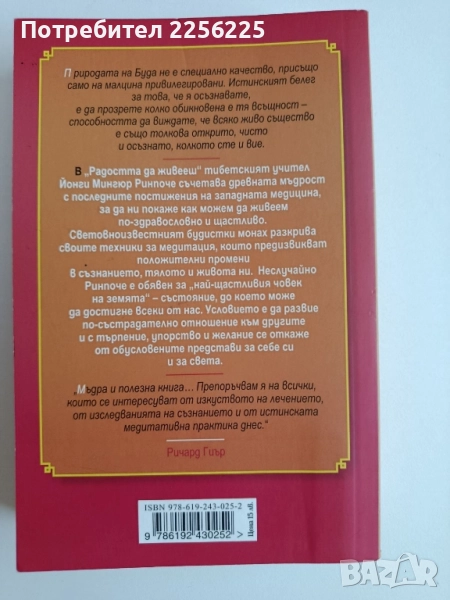 Потребител 2256225
Природата на Буда не е специално качество, присъщо
само на малцина привилегировани. Истинският белег
за това, че я осъзнавате,
е да прозрете колко обикновена е тя всъщност –
способността да виждате, че всяко живо същество
е също толкова открито, чисто
и осъзнато, колкото сте и вие.
В „Радостта да живееш“ тибетският учител
Йонги Мингюр Ринпоче съчетава древната мъдрост
с последните постижения на западната медицина,
за да ни покаже как можем да живеем
по-здравословно и щастливо.
Световноизвестният будистки монах разкрива
своите техники за медитация, които предизвикват
положителни промени
в съзнанието, тялото и живота ни. Неслучайно
Ринпоче е обявен за „най-щастливия човек
на земята“ – състояние, до което може
да достигне всеки от нас. Условието е да развие
по-състрадателно отношение към другите
и с търпение, упорство и желание се откаже
от обусловените представи за себе си
и за света.
„Мъдра и полезна книга... Препоръчвам я на всички,
които се интересуват от изкуството на лечението,
от изследванията на съзнанието и от истинската
медитативна практика днес.“
Ричард Гиър
ISBN 978-619-243-025-2
9 786192 430252
Цена 15 лв.
BAZAR